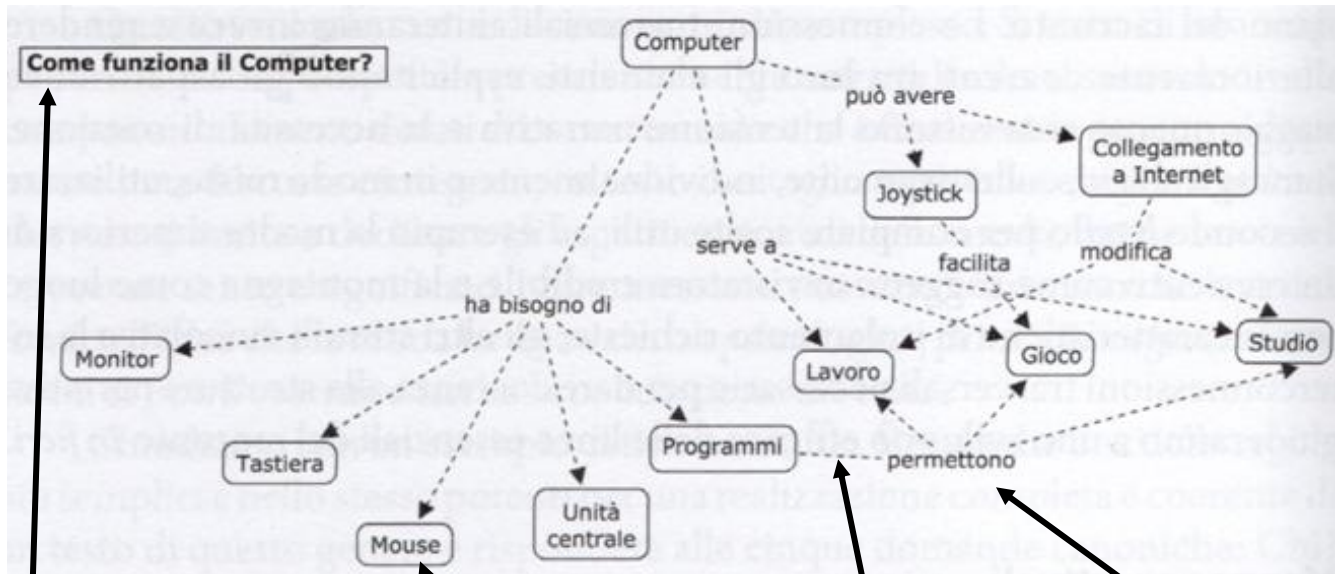 Come funziona il Computer?
Computer
può avere
Collegamento
a Internet
Joystick
serve a
facilita
modifica
ha bisogno di
Monitor
Lavoro
Gioco
Studio
Tastiera
Programmi
permettono
Mouse
Unità
centrale